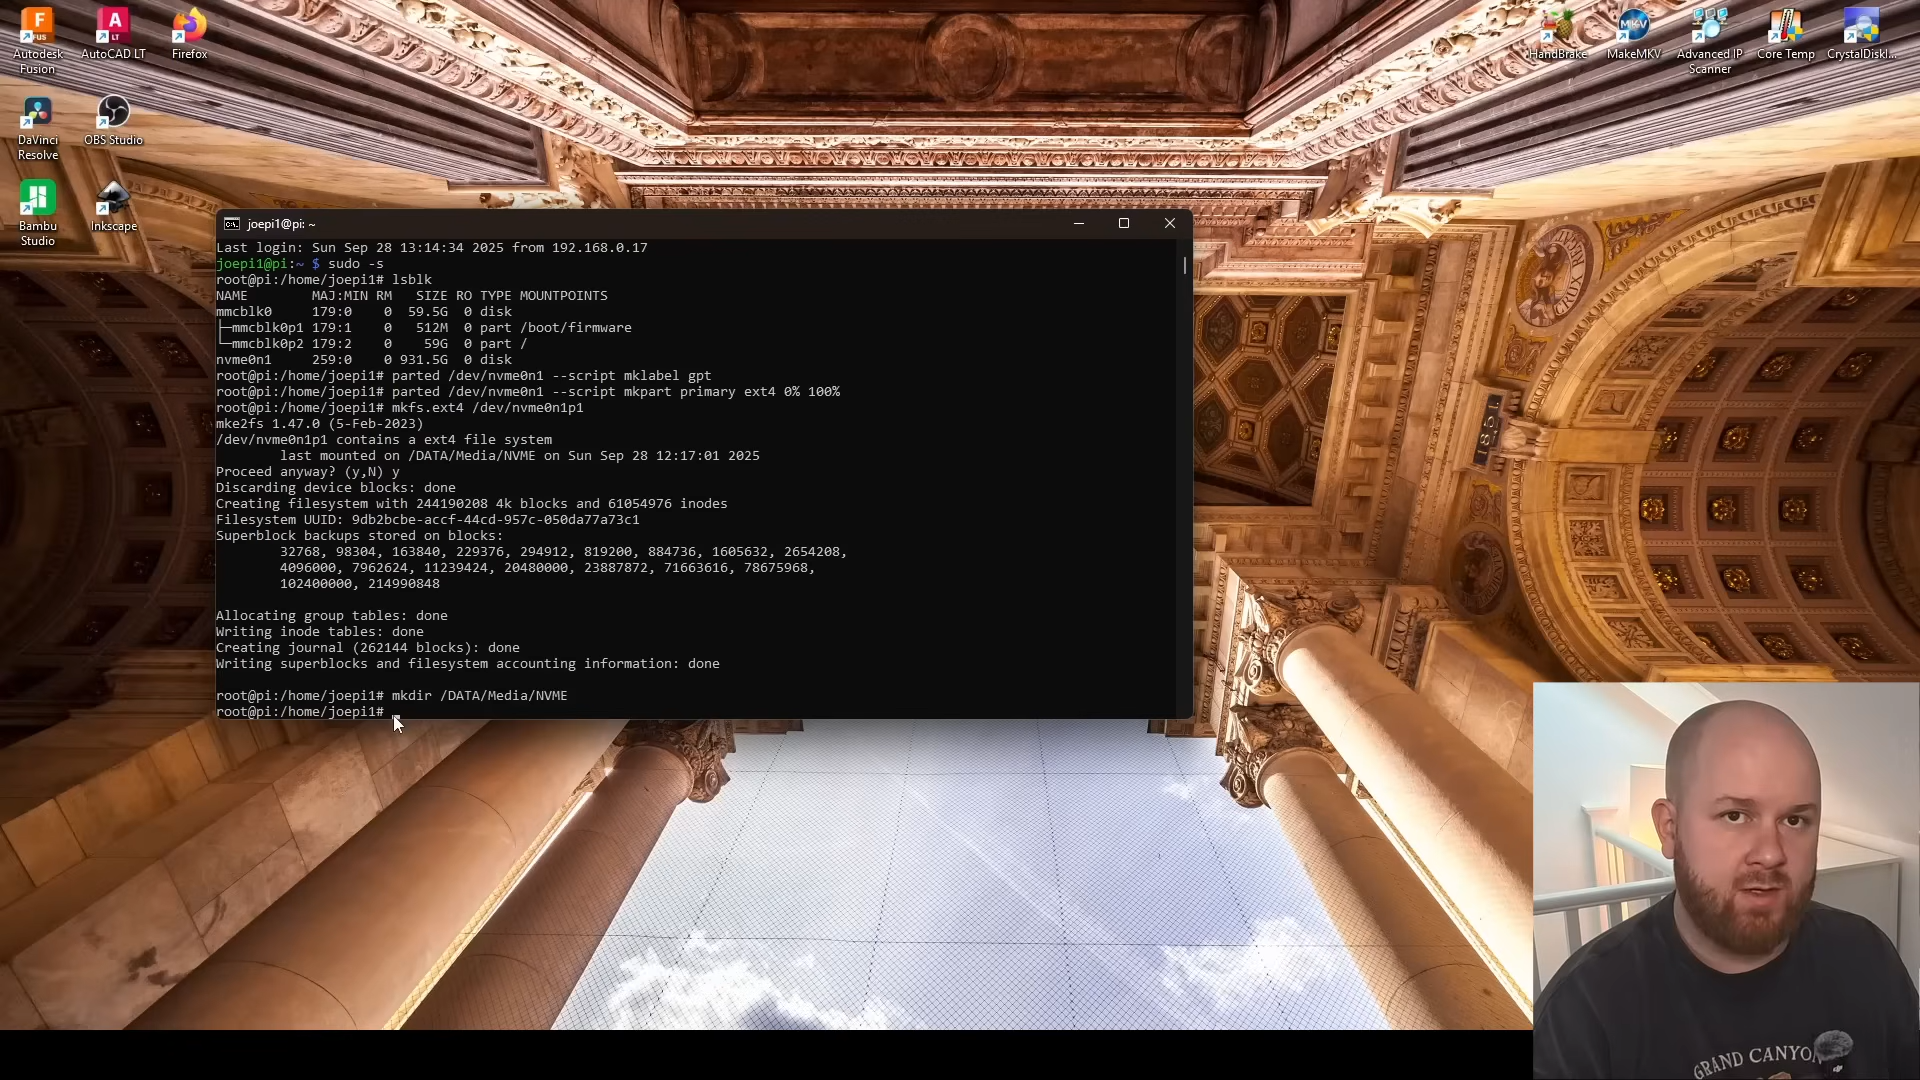 Autodesk Fusion
AutoCAD LT
Firefox
HandBrake
MakeMKV
Advanced IP Scanner
Core Temp
CrystalDiskI...
DaVinci Resolve
OBS Studio
Bambu Studio
Inkscape
joepi1@pi: ~
Last login: Sun Sep 28 13:14:34 2025 from 192.168.0.17
joepi1@pi:~ $ sudo -s
root@pi:/home/joepi1# lsblk
NAME        MAJ:MIN RM   SIZE RO TYPE MOUNTPOINTS
mmcblk0     179:0    0  59.5G  0 disk
├─mmcblk0p1 179:1    0   512M  0 part /boot/firmware
└─mmcblk0p2 179:2    0    59G  0 part /
nvme0n1     259:0    0 931.5G  0 disk
root@pi:/home/joepi1# parted /dev/nvme0n1 --script mklabel gpt
root@pi:/home/joepi1# parted /dev/nvme0n1 --script mkpart primary ext4 0% 100%
root@pi:/home/joepi1# mkfs.ext4 /dev/nvme0n1p1
mke2fs 1.47.0 (5-Feb-2023)
/dev/nvme0n1p1 contains a ext4 file system
        last mounted on /DATA/Media/NVME on Sun Sep 28 12:17:01 2025
Proceed anyway? (y,N) y
Discarding device blocks: done
Creating filesystem with 244190208 4k blocks and 61054976 inodes
Filesystem UUID: 9db2bcbe-accf-44cd-957c-050da77a73c1
Superblock backups stored on blocks:
        32768, 98304, 163840, 229376, 294912, 819200, 884736, 1605632, 2654208,
        4096000, 7962624, 11239424, 20480000, 23887872, 71663616, 78675968,
        102400000, 214990848
Allocating group tables: done
Writing inode tables: done
Creating journal (262144 blocks): done
Writing superblocks and filesystem accounting information: done
root@pi:/home/joepi1# mkdir /DATA/Media/NVME
root@pi:/home/joepi1#
1851
GRAND CANYON